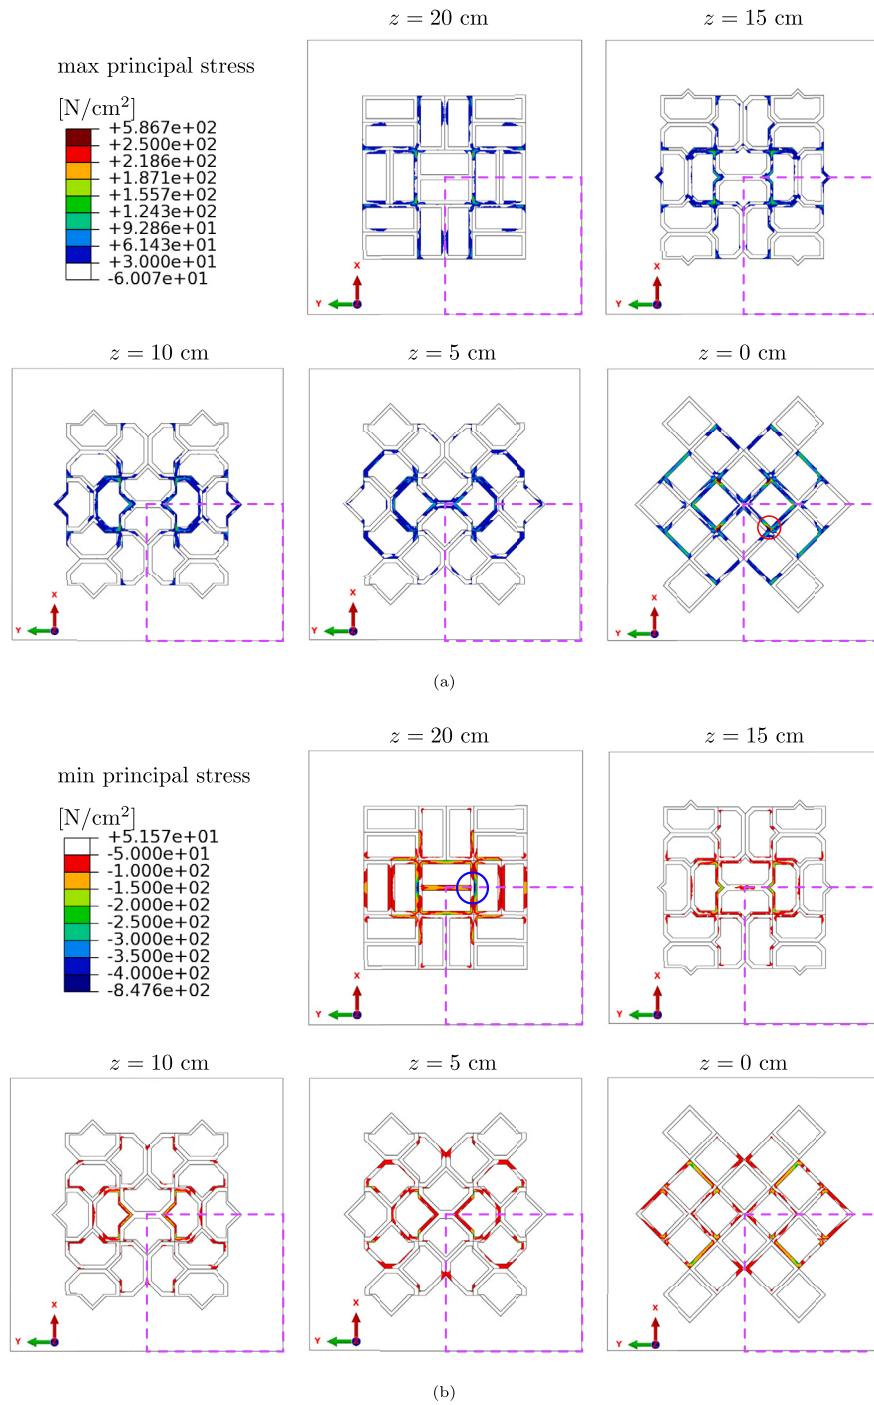 z = 20 cm
z = 15 cm
max principal stress
[N/cm²]
+5.867e+02
+2.500e+02
+2.186e+02
+1.871e+02
+1.557e+02
+1.243e+02
+9.286e+01
+6.143e+01
+3.000e+01
-6.007e+01
X
Y
Z
X
Y
Z
z = 10 cm
z = 5 cm
z = 0 cm
X
Y
Z
X
Y
Z
X
Y
Z
(a)
z = 20 cm
z = 15 cm
min principal stress
[N/cm²]
+5.157e+01
-5.000e+01
-1.000e+02
-1.500e+02
-2.000e+02
-2.500e+02
-3.000e+02
-3.500e+02
-4.000e+02
-8.476e+02
X
Y
Z
X
Y
Z
z = 10 cm
z = 5 cm
z = 0 cm
X
Y
Z
X
Y
Z
X
Y
Z
(b)